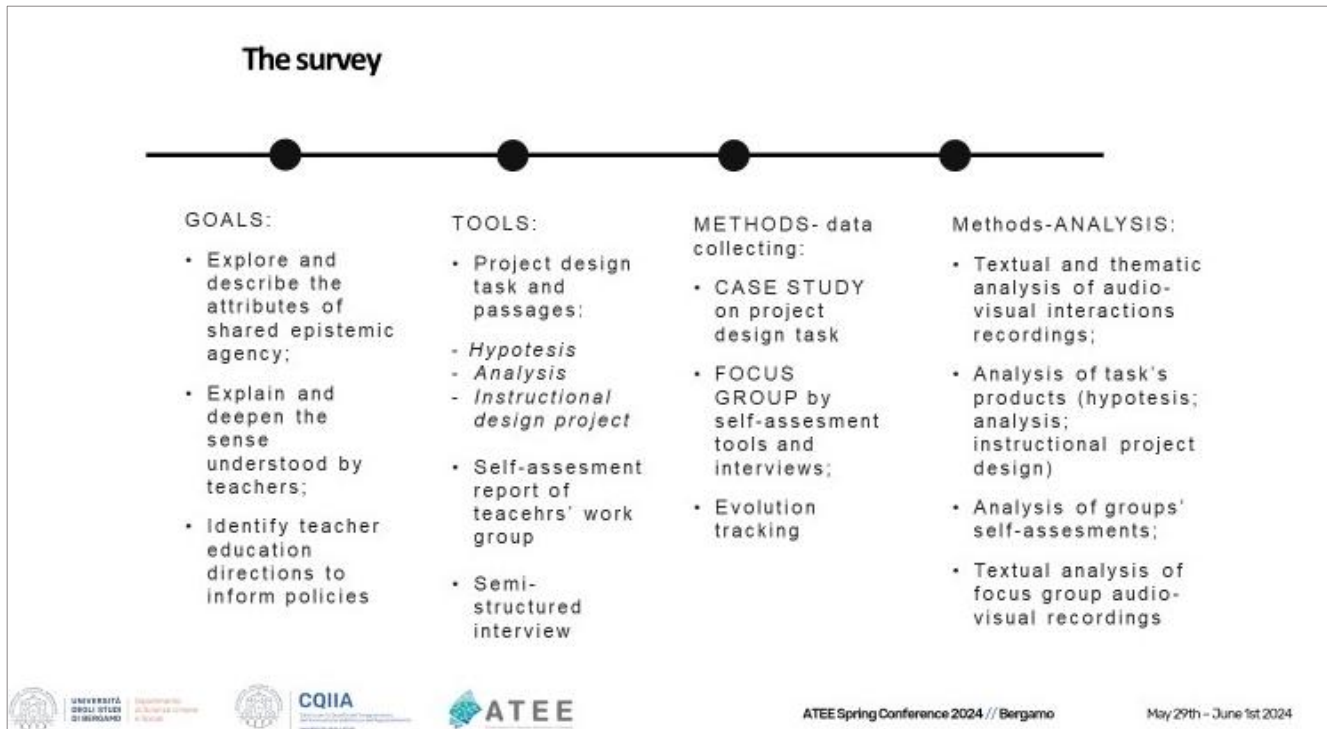 The survey
GOALS:
• Explore and
describe the
attributes of
shared epistemic
agency;
• Explain and
deepen the
sense
understood by
teachers;
• Identify teacher
education
directions to
inform policies
TOOLS:
• Project design
task and
passages:
- Hypotesis
- Analysis
- Instructional
design project
• Self-assesment
report of
teacehrs' work
group
• Semi-
structured
interview
METHODS- data
collecting:
• CASE STUDY
on project
design task
• FOCUS
GROUP by
self-assesment
tools and
interviews;
• Evolution
tracking
Methods-ANALYSIS:
• Textual and thematic
analysis of audio-
visual interactions
recordings;
• Analysis of task's
products (hypotesis;
analysis;
instructional project
design)
• Analysis of groups'
self-assesments;
• Textual analysis of
focus group audio-
visual recordings
UNIVERSITÀ
DEGLI STUDI
DI BERGAMO
Dipartimento
di Scienze Umane
e Sociali
CQIIA
ATEE
ATEE Spring Conference 2024 // Bergamo
May 29th - June 1st 2024